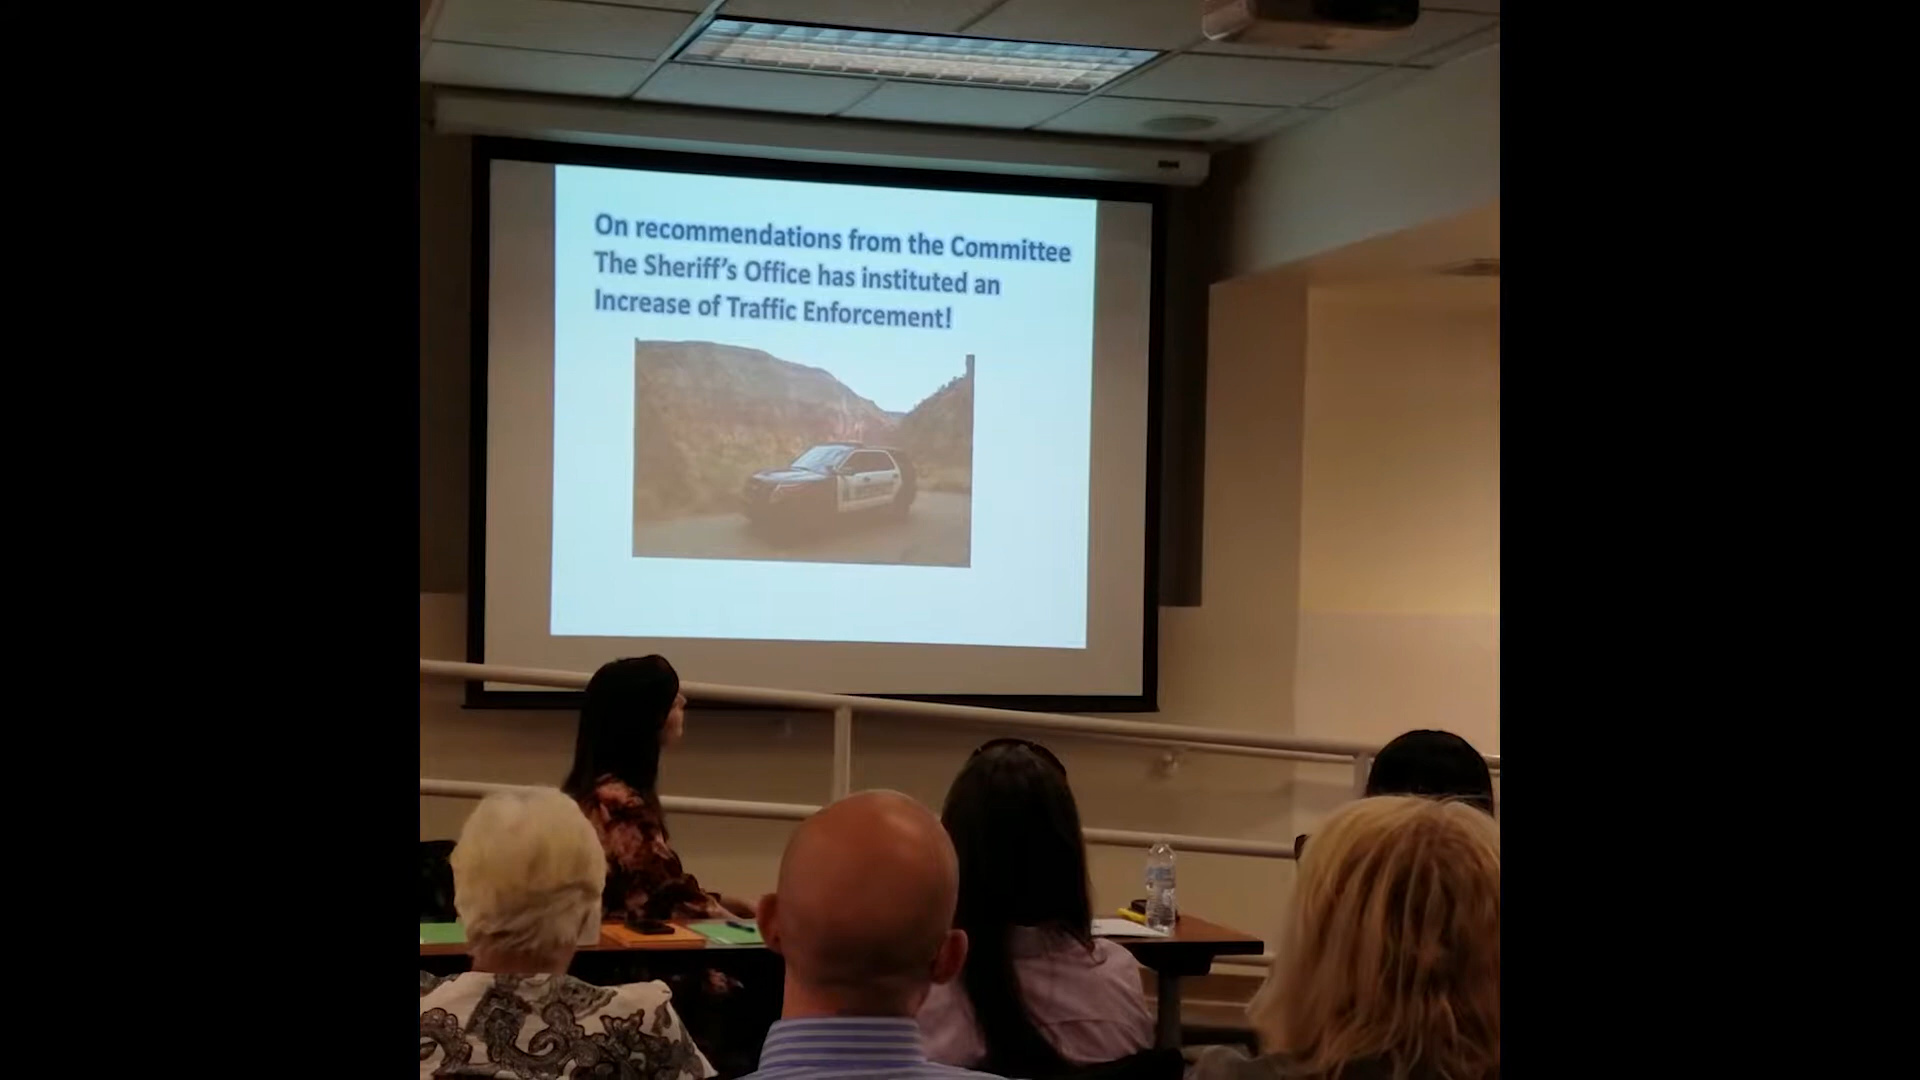 On recommendations from the Committee
The Sheriff's Office has instituted an
Increase of Traffic Enforcement!